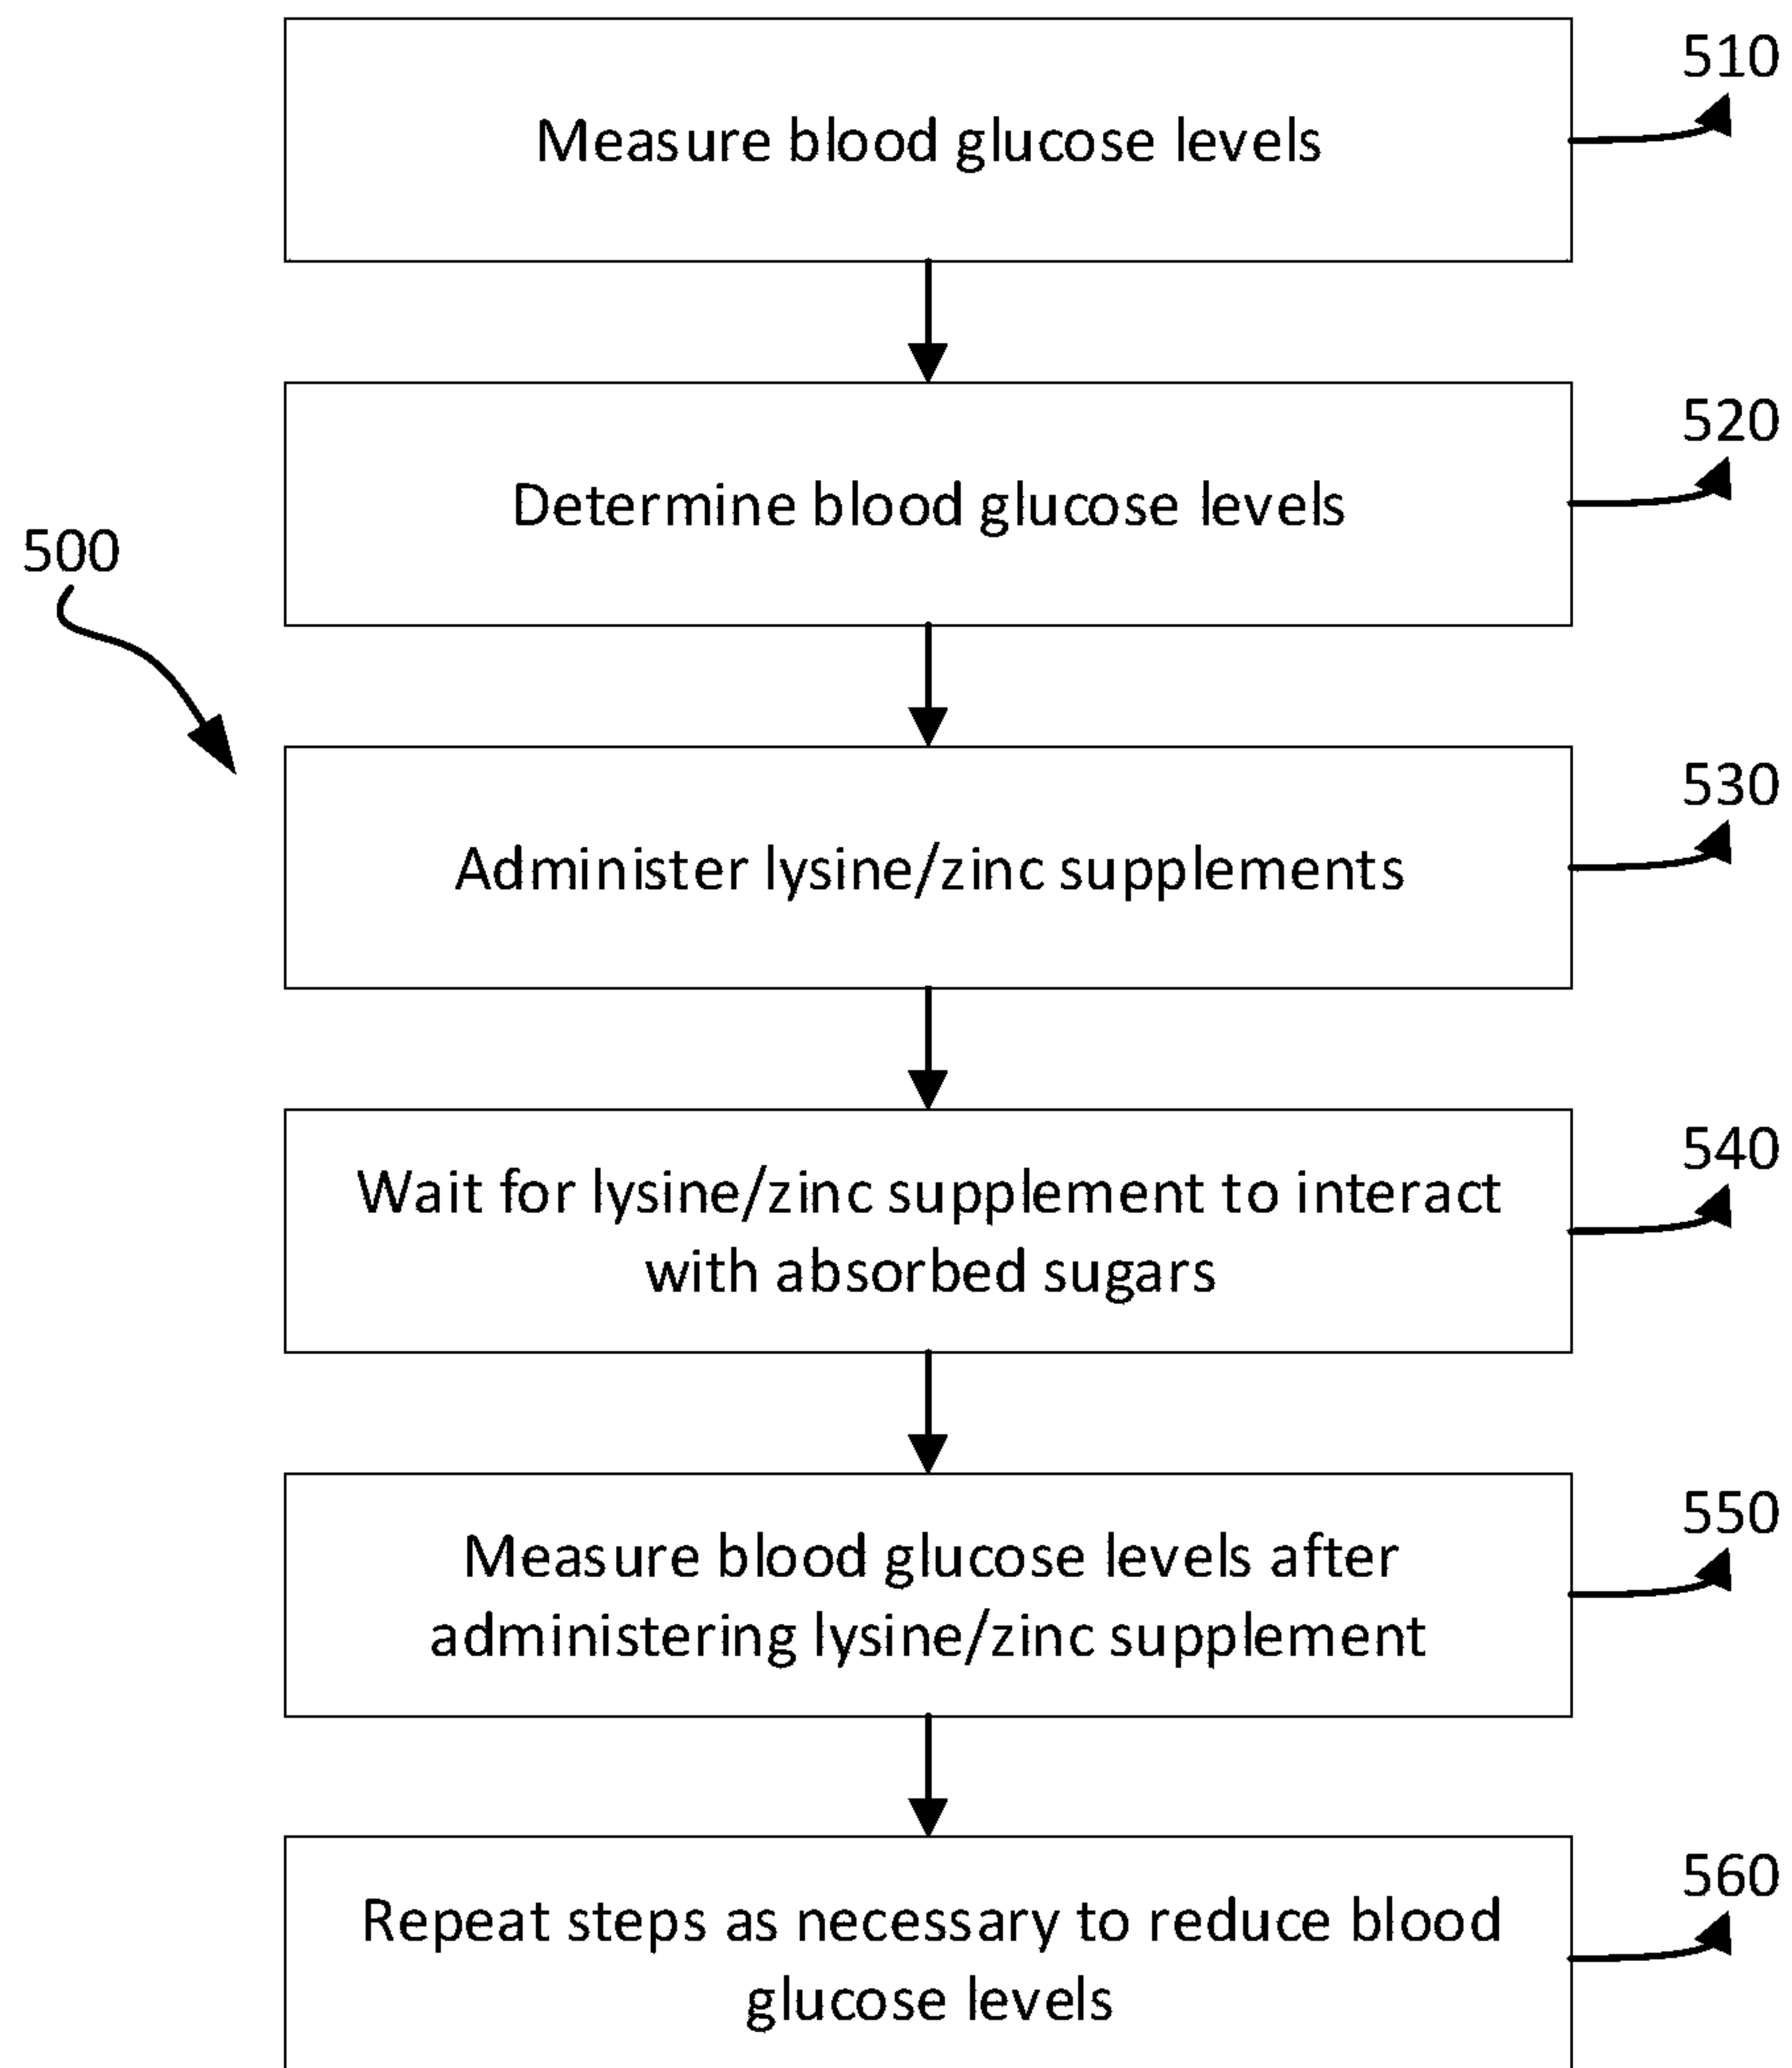 510
Measure blood glucose levels
520
Determine blood glucose levels
500
530
Administer lysine/zinc supplements
540
Wait for lysine/zinc supplement to interact
with absorbed sugars
550
Measure blood glucose levels after
administering lysine/zinc supplement
560
Repeat steps as necessary to reduce blood
glucose levels